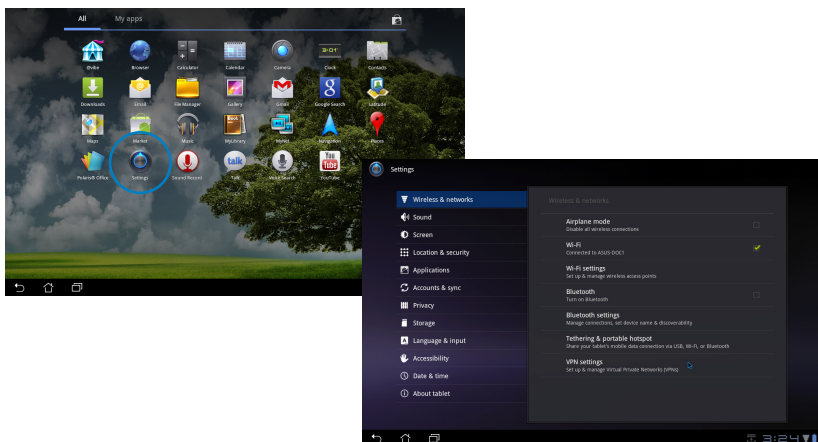 All My apps
@vibe Browser Calculator Calendar Camera Clock Contacts
Downloads Email File Manager Gallery Gmail Google Search Latitude
Maps Market Music MyLibrary MyNet Navigation Places
Polaris® Office Settings Sound Record Talk Voice Search YouTube
Settings
Wireless & networks
Sound
Screen
Location & security
Applications
Accounts & sync
Privacy
Storage
Language & input
Accessibility
Date & time
About tablet
Wireless & networks
Airplane mode
Disable all wireless connections
Wi-Fi
Connected to ASUS-DOC1
Wi-Fi settings
Set up & manage wireless access points
Bluetooth
Turn on Bluetooth
Bluetooth settings
Manage connections, set device name & discoverability
Tethering & portable hotspot
Share your tablet's mobile data connection via USB, Wi-Fi, or Bluetooth
VPN settings
Set up & manage Virtual Private Networks (VPNs)
3:24